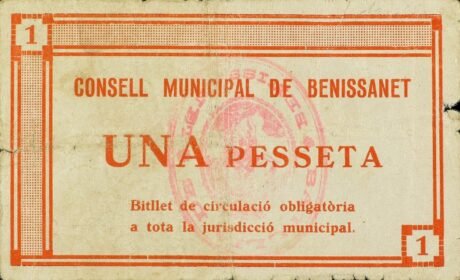 1
CONSELL MUNICIPAL DE BENISSANET
UNA PESSETA
Bitllet de circulació obligatòria
a tota la jurisdicció municipal.
1